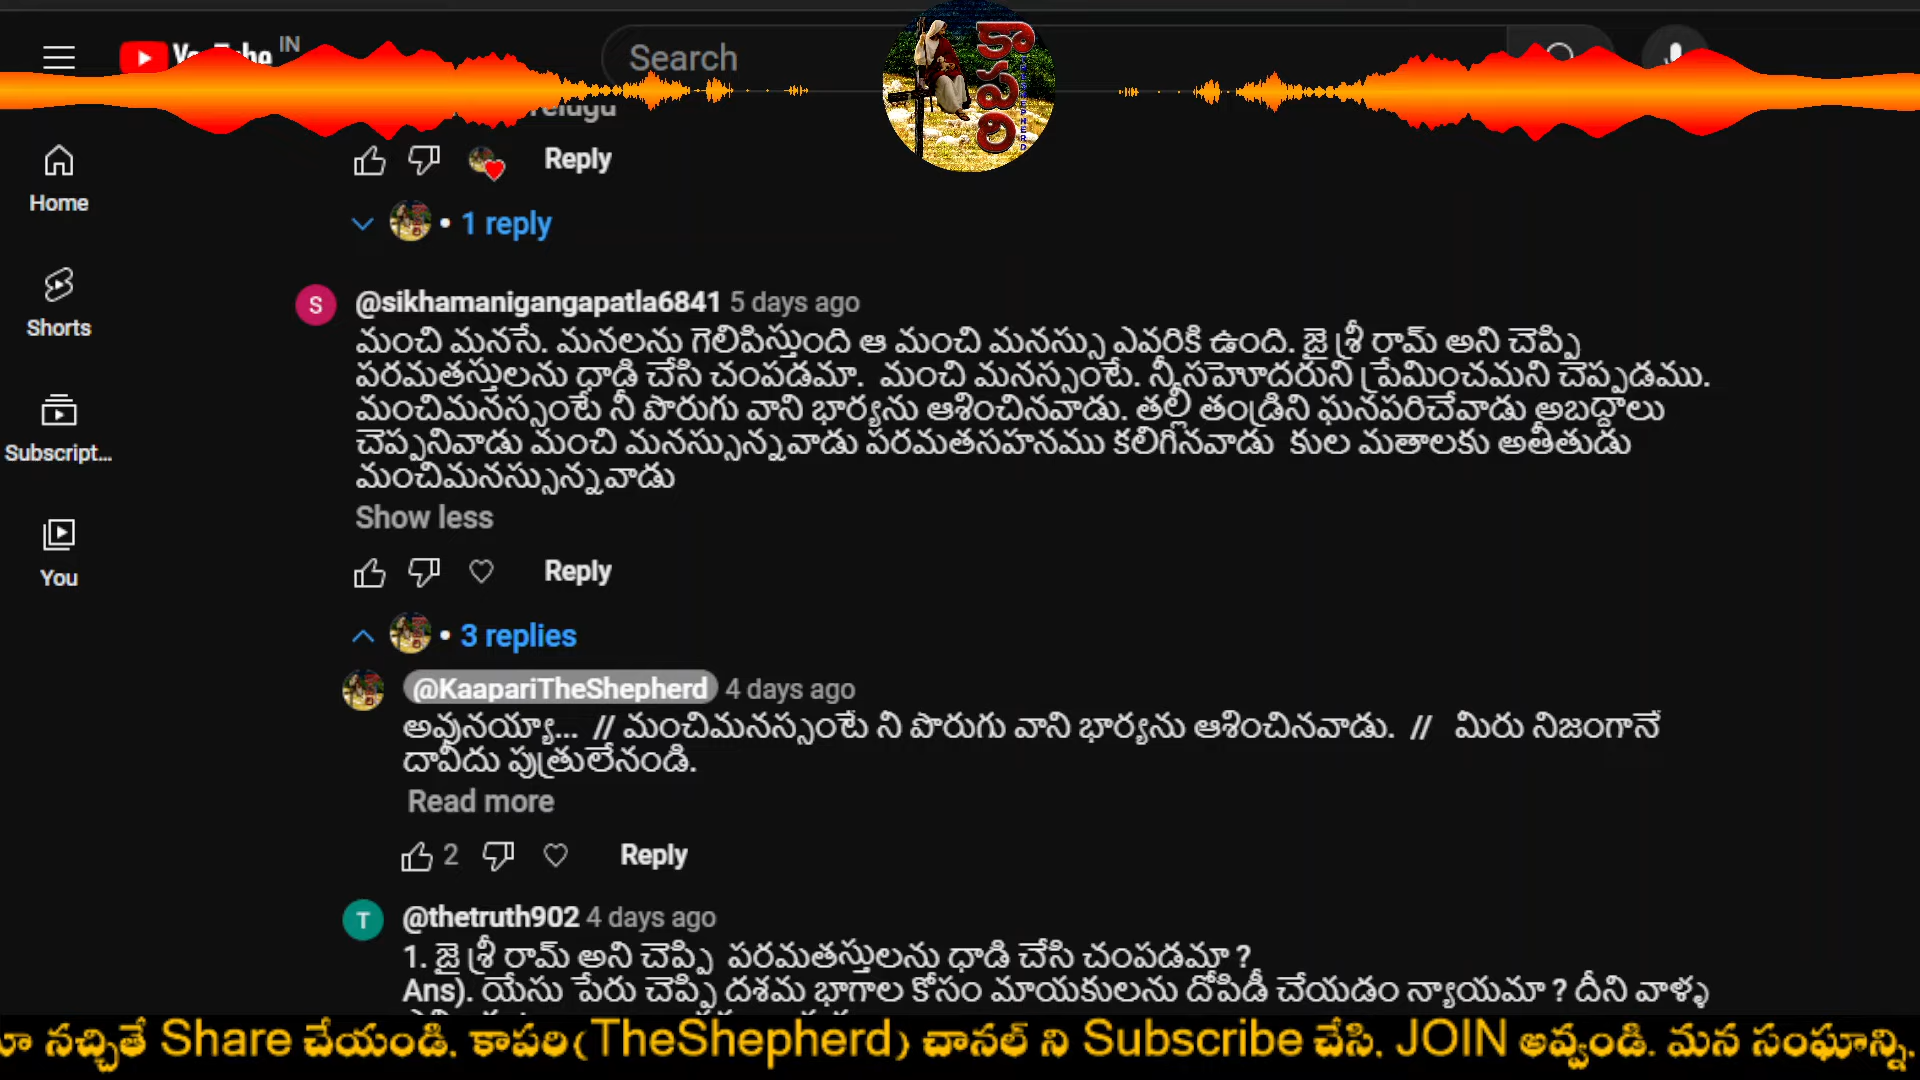 IN
Search
కాపరి
Telugu
Reply
Home
1 reply
Shorts
@sikhamanigangapatla6841 5 days ago
మంచి మనసే. మనలను గెలిపిస్తుంది ఆ మంచి మనస్సు ఎవరికి ఉంది. జై శ్రీ రామ్ అని చెప్పి
పరమతస్తులను ధాడి చేసి చంపడమా. మంచి మనస్సంటే. నీ సహెూదరుని ప్రేమించమని చెప్పడము.
మంచిమనస్సంటే నీ పొరుగు వాని భార్యను ఆశించినవాడు. తల్లీ తండ్రిని ఘనపరిచేవాడు అబద్దాలు
చెప్పనివాడు మంచి మనస్సున్నవాడు పరమతసహనము కలిగినవాడు కుల మతాలకు అతీతుడు
మంచిమనస్సున్నవాడు
Subscript...
Show less
You
Reply
3 replies
@KaapariTheShepherd 4 days ago
అవునయ్యా... // మంచిమనస్సంటే నీ పొరుగు వాని భార్యను ఆశించినవాడు. // మీరు నిజంగానే
దావీదు పుత్రులేనండి.
Read more
2
Reply
@thetruth902 4 days ago
1. జై శ్రీ రామ్ అని చెప్పి పరమతస్తులను ధాడి చేసి చంపడమా ?
Ans). యేసు పేరు చెప్పి దశమ భాగాల కోసం మాయకులను దోపిడీ చేయడం న్యాయమా ? దీని వాళ్ళ
నచ్చితే Share చేయండి. కాపరి(TheShepherd) చానల్ ని Subscribe చేసి, JOIN అవ్వండి. మన సంఘాన్ని.